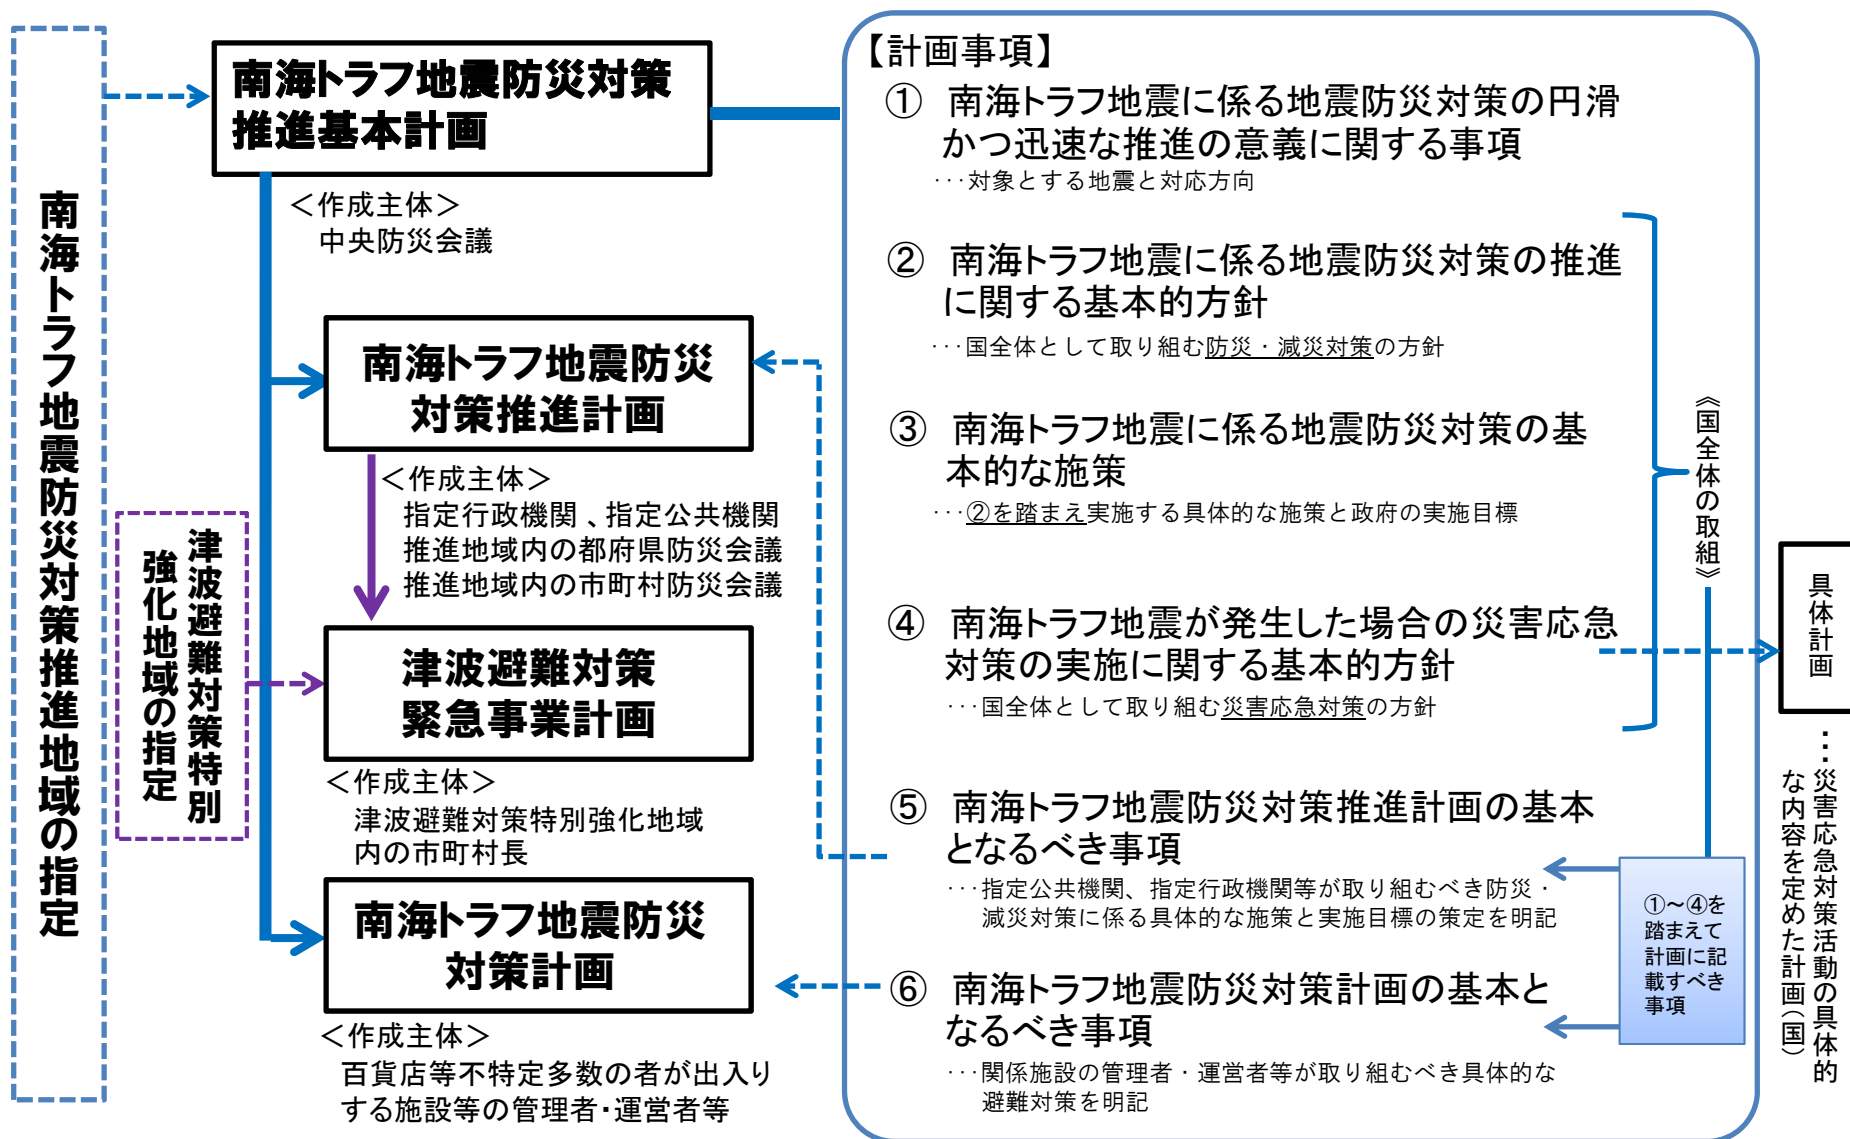 南海トラフ地震防災対策推進地域の指定
津波避難対策特別
強化地域の指定
南海トラフ地震防災対策
推進基本計画
＜作成主体＞
中央防災会議
南海トラフ地震防災
対策推進計画
＜作成主体＞
指定行政機関 、指定公共機関
推進地域内の都府県防災会議
推進地域内の市町村防災会議
津波避難対策
緊急事業計画
＜作成主体＞
津波避難対策特別強化地域
内の市町村長
南海トラフ地震防災
対策計画
＜作成主体＞
百貨店等不特定多数の者が出入り
する施設等の管理者・運営者等
【計画事項】
① 南海トラフ地震に係る地震防災対策の円滑
かつ迅速な推進の意義に関する事項
･･･対象とする地震と対応方向
② 南海トラフ地震に係る地震防災対策の推進
に関する基本的方針
･･･国全体として取り組む防災・減災対策の方針
③ 南海トラフ地震に係る地震防災対策の基
本的な施策
･･･②を踏まえ実施する具体的な施策と政府の実施目標
④ 南海トラフ地震が発生した場合の災害応急
対策の実施に関する基本的方針
･･･国全体として取り組む災害応急対策の方針
⑤ 南海トラフ地震防災対策推進計画の基本
となるべき事項
･･･指定公共機関、指定行政機関等が取り組むべき防災・
減災対策に係る具体的な施策と実施目標の策定を明記
⑥ 南海トラフ地震防災対策計画の基本と
なるべき事項
･･･関係施設の管理者・運営者等が取り組むべき具体的な
避難対策を明記
《国全体の取組》
①～④を
踏まえて
計画に記
載すべき
事項
具体計画
･･･災害応急対策活動の具体的
な内容を定めた計画（国）